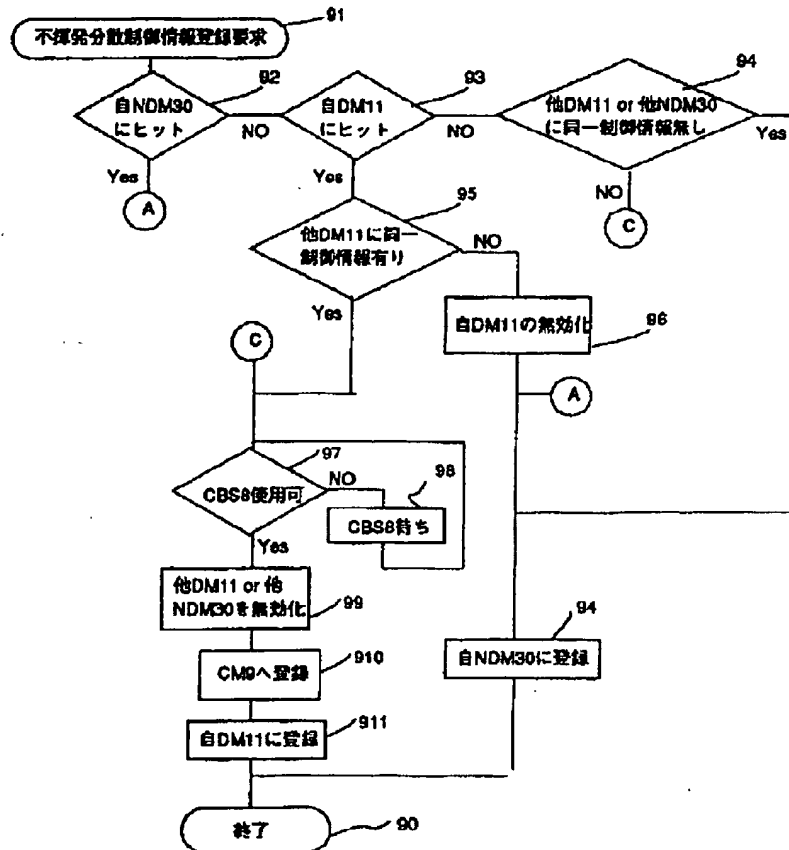 91
不揮発分散制御情報登録要求
92
93
94
自NDM30
にヒット
NO
自DM11
にヒット
NO
他DM11 or 他NDM30
に同一制御情報無し
Yes
Yes
Yes
NO
A
C
95
他DM11に同一
制御情報有り
NO
Yes
自DM11の無効化
96
C
A
97
CBS8使用可
NO
98
CBS8待ち
Yes
他DM11 or 他
NDM30を無効化
99
94
自NDM30に登録
CM9へ登録
910
自DM11に登録
911
終了
90